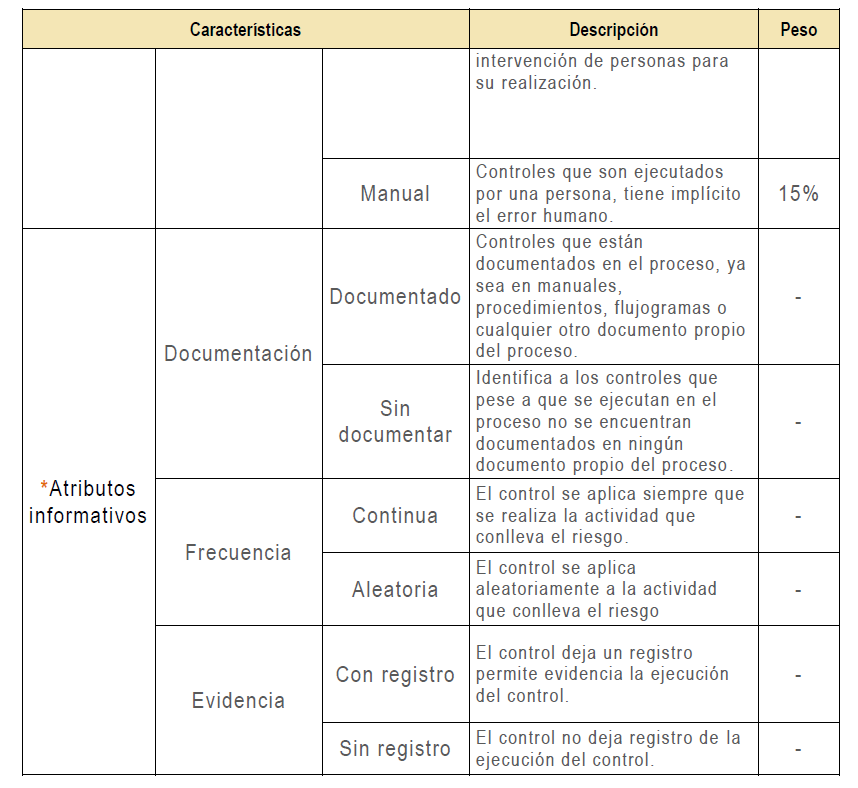 Características Descripción Peso
intervención de personas para
su realización.
Manual
Controles que son ejecutados
por una persona, tiene implícito
el error humano.
15%
*Atributos
informativos
Documentación
Documentado
Controles que están
documentados en el proceso, ya
sea en manuales,
procedimientos, flujogramas o
cualquier otro documento propio
del proceso.
-
Sin
documentar
Identifica a los controles que
pese a que se ejecutan en el
proceso no se encuentran
documentados en ningún
documento propio del proceso.
-
Frecuencia
Continua
El control se aplica siempre que
se realiza la actividad que
conlleva el riesgo.
-
Aleatoria
El control se aplica
aleatoriamente a la actividad
que conlleva el riesgo
-
Evidencia
Con registro
El control deja un registro
permite evidencia la ejecución
del control.
-
Sin registro
El control no deja registro de la
ejecución del control.
-